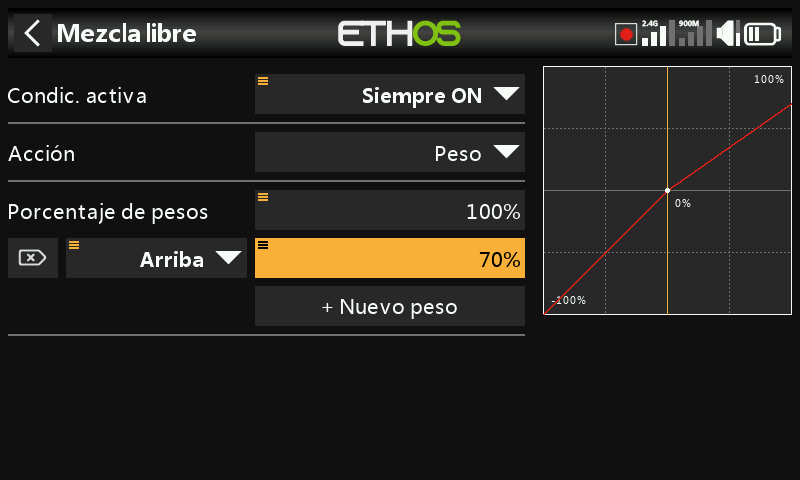 Mezcla libre
ETHOS
2.4G
900M
Condic. activa
Siempre ON
Acción
Peso
Porcentaje de pesos
100%
Arriba
70%
+ Nuevo peso
100%
0%
-100%